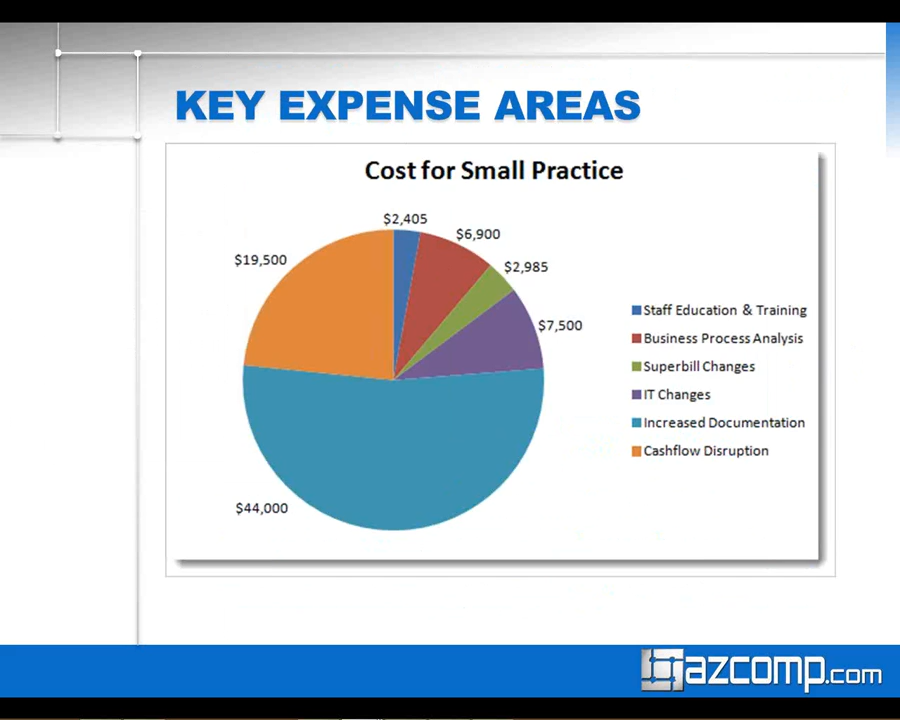 KEY EXPENSE AREAS
Cost for Small Practice
$2,405
$6,900
$2,985
$7,500
$44,000
$19,500
Staff Education & Training
Business Process Analysis
Superbill Changes
IT Changes
Increased Documentation
Cashflow Disruption
azcomp.com